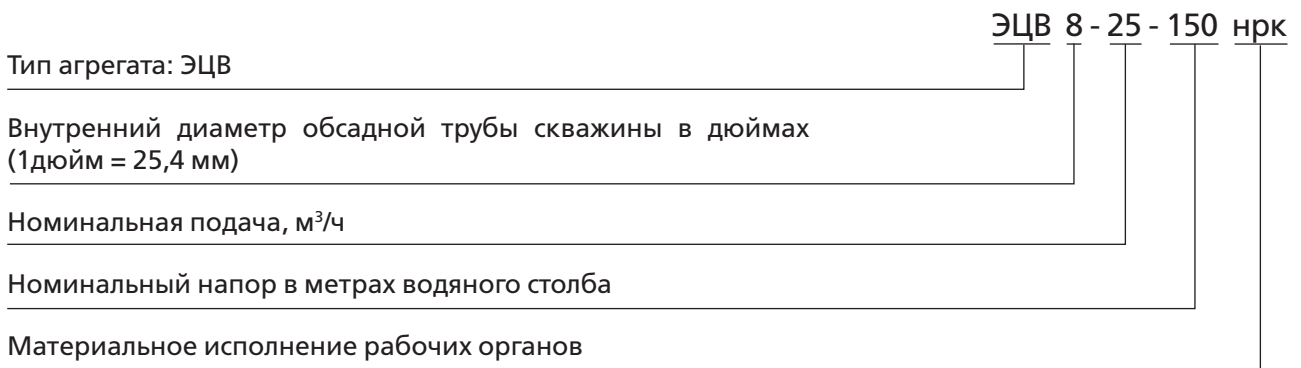 ЭЦВ 8 - 25 - 150 нрк
Тип агрегата: ЭЦВ
Внутренний диаметр обсадной трубы скважины в дюймах
(1дюйм = 25,4 мм)
Номинальная подача, м³/ч
Номинальный напор в метрах водяного столба
Материальное исполнение рабочих органов